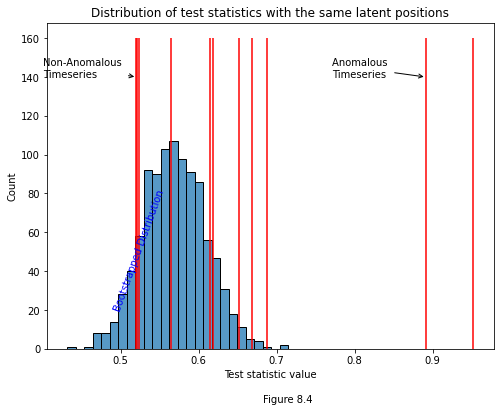 Distribution of test statistics with the same latent positions
160
140
120
100
80
60
40
20
0
Count
Non-Anomalous
Timeseries
Anomalous
Timeseries
Bootstrapped Distribution
0.5
0.6
0.7
0.8
0.9
Test statistic value
Figure 8.4